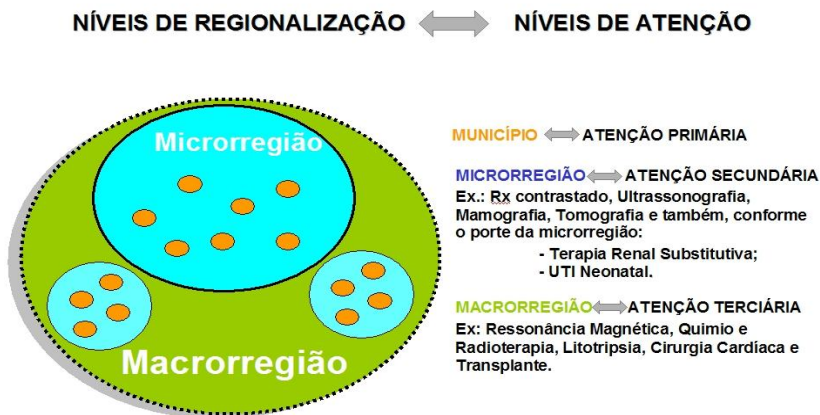 NÍVEIS DE REGIONALIZAÇÃO NÍVEIS DE ATENÇÃO
Microrregião
Macrorregião
MUNICÍPIO ATENÇÃO PRIMÁRIA
MICRORREGIÃO ATENÇÃO SECUNDÁRIA
Ex.: Rx contrastado, Ultrassonografia,
Mamografia, Tomografia e também, conforme
o porte da microrregião:
- Terapia Renal Substitutiva;
- UTI Neonatal.
MACRORREGIÃO ATENÇÃO TERCIÁRIA
Ex: Ressonância Magnética, Quimio e
Radioterapia, Litotripsia, Cirurgia Cardíaca e
Transplante.